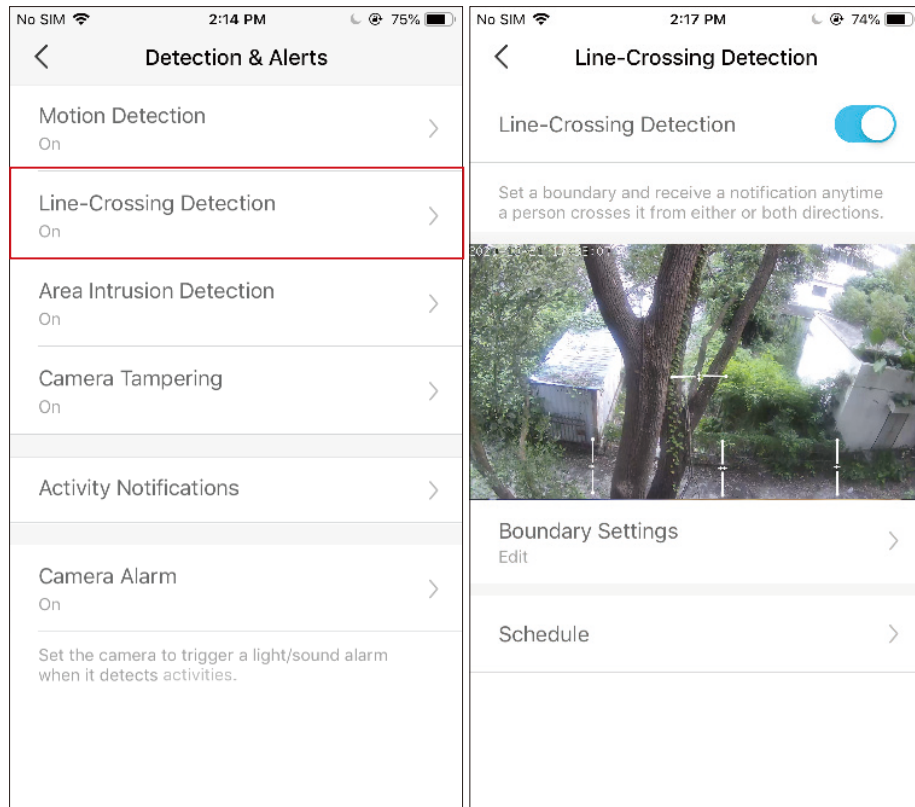 No SIM 2:14 PM 75%
Detection & Alerts
Motion Detection
On
Line-Crossing Detection
On
Area Intrusion Detection
On
Camera Tampering
On
Activity Notifications
Camera Alarm
On
Set the camera to trigger a light/sound alarm
when it detects activities.
No SIM 2:17 PM 74%
Line-Crossing Detection
Line-Crossing Detection
Set a boundary and receive a notification anytime
a person crosses it from either or both directions.
Boundary Settings
Edit
Schedule